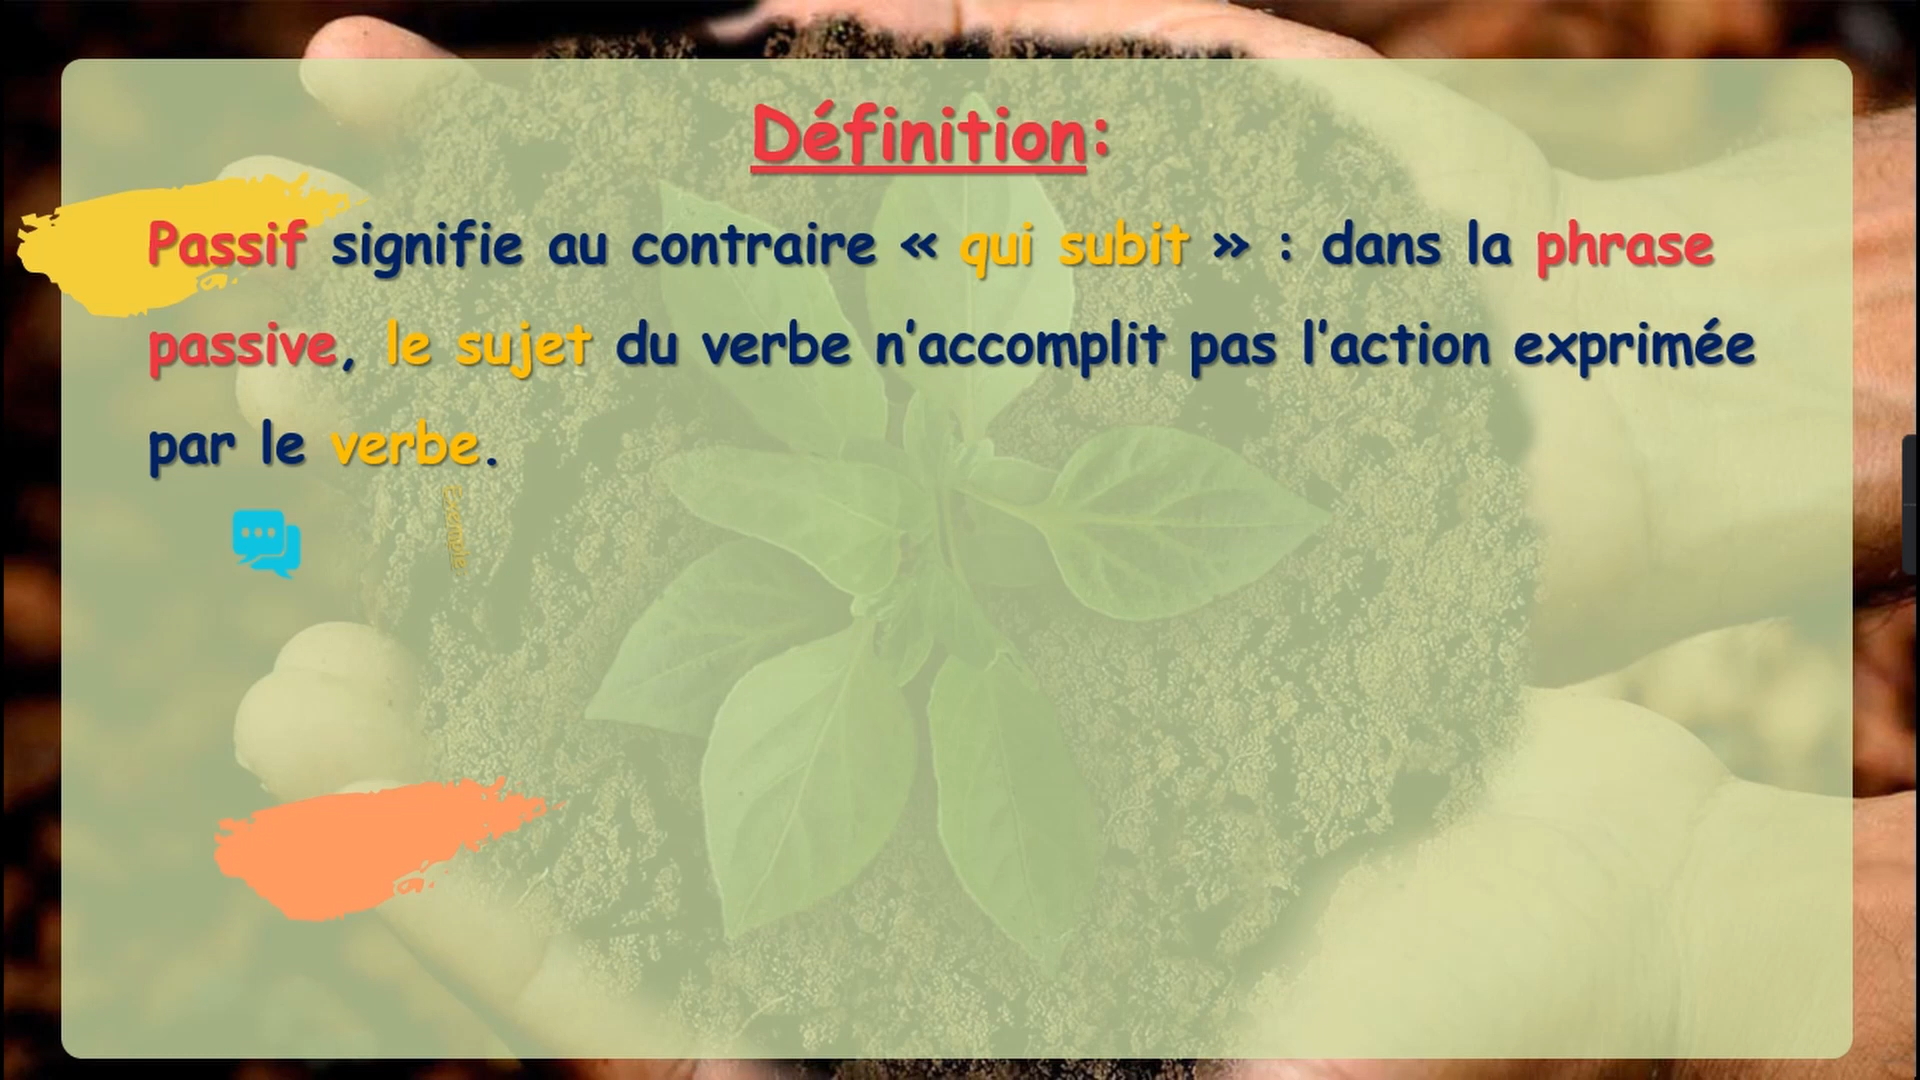 Définition:
Passif signifie au contraire « qui subit » : dans la phrase
passive, le sujet du verbe n'accomplit pas l'action exprimée
par le verbe.
Exemple